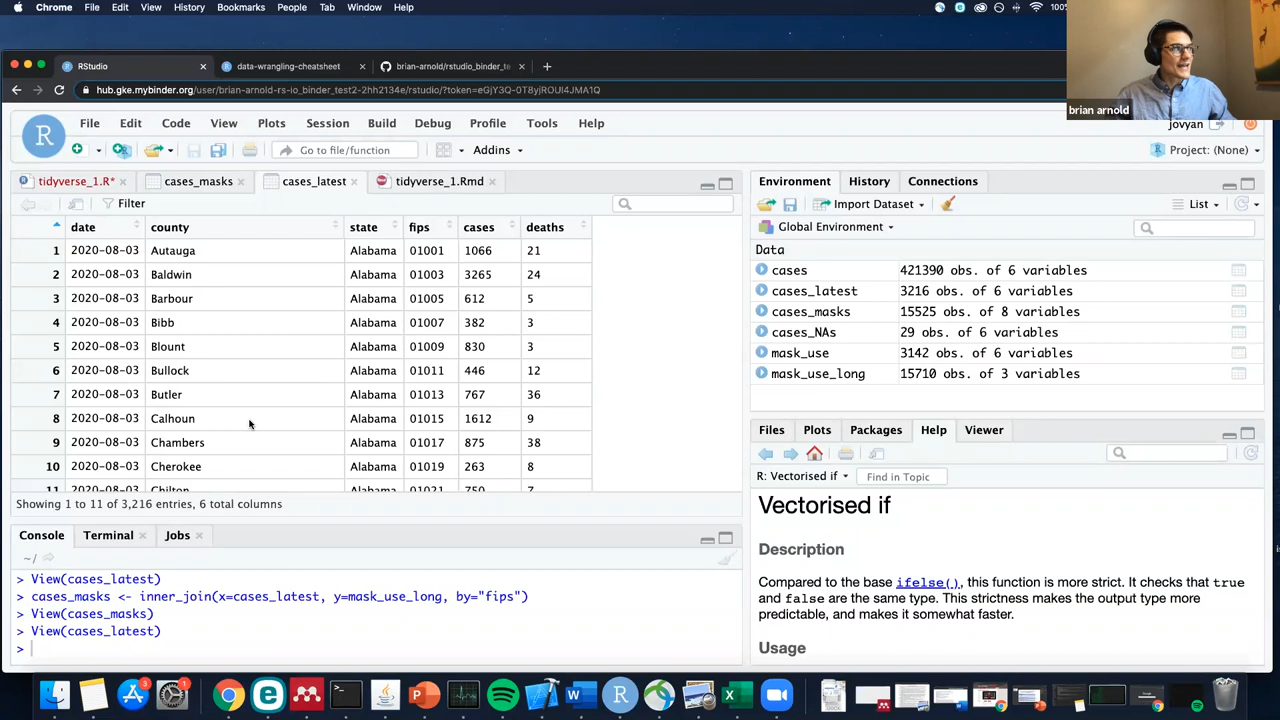 Chrome File Edit View History Bookmarks People Tab Window Help 100%
RStudio data-wrangling-cheatsheet brian-arnold/rstudio_binder_te
hub.gke.mybinder.org/user/brian-arnold-rs-io_binder_test2-2hh2134e/rstudio/?token=eGjY3Q-0T8yjROUl4JMA1Q
brian arnold
File Edit Code View Plots Session Build Debug Profile Tools Help
jovyan
Go to file/function Addins
Project: (None)
tidyverse_1.R* cases_masks cases_latest tidyverse_1.Rmd
Filter
date county state fips cases deaths
1 2020-08-03 Autauga Alabama 01001 1066 21
2 2020-08-03 Baldwin Alabama 01003 3265 24
3 2020-08-03 Barbour Alabama 01005 612 5
4 2020-08-03 Bibb Alabama 01007 382 3
5 2020-08-03 Blount Alabama 01009 830 3
6 2020-08-03 Bullock Alabama 01011 446 12
7 2020-08-03 Butler Alabama 01013 767 36
8 2020-08-03 Calhoun Alabama 01015 1612 9
9 2020-08-03 Chambers Alabama 01017 875 38
10 2020-08-03 Cherokee Alabama 01019 263 8
11 2020-08-03 Chilton Alabama 01021 750 7
Showing 1 to 11 of 3,216 entries, 6 total columns
Console Terminal Jobs
~/
> View(cases_latest)
> cases_masks <- inner_join(x=cases_latest, y=mask_use_long, by="fips")
> View(cases_masks)
> View(cases_latest)
>
Environment History Connections
Import Dataset List
Global Environment
Data
cases 421390 obs. of 6 variables
cases_latest 3216 obs. of 6 variables
cases_masks 15525 obs. of 8 variables
cases_NAs 29 obs. of 6 variables
mask_use 3142 obs. of 6 variables
mask_use_long 15710 obs. of 3 variables
Files Plots Packages Help Viewer
R: Vectorised if Find in Topic
Vectorised if
Description
Compared to the base ifelse(), this function is more strict. It checks that true
and false are the same type. This strictness makes the output type more
predictable, and makes it somewhat faster.
Usage